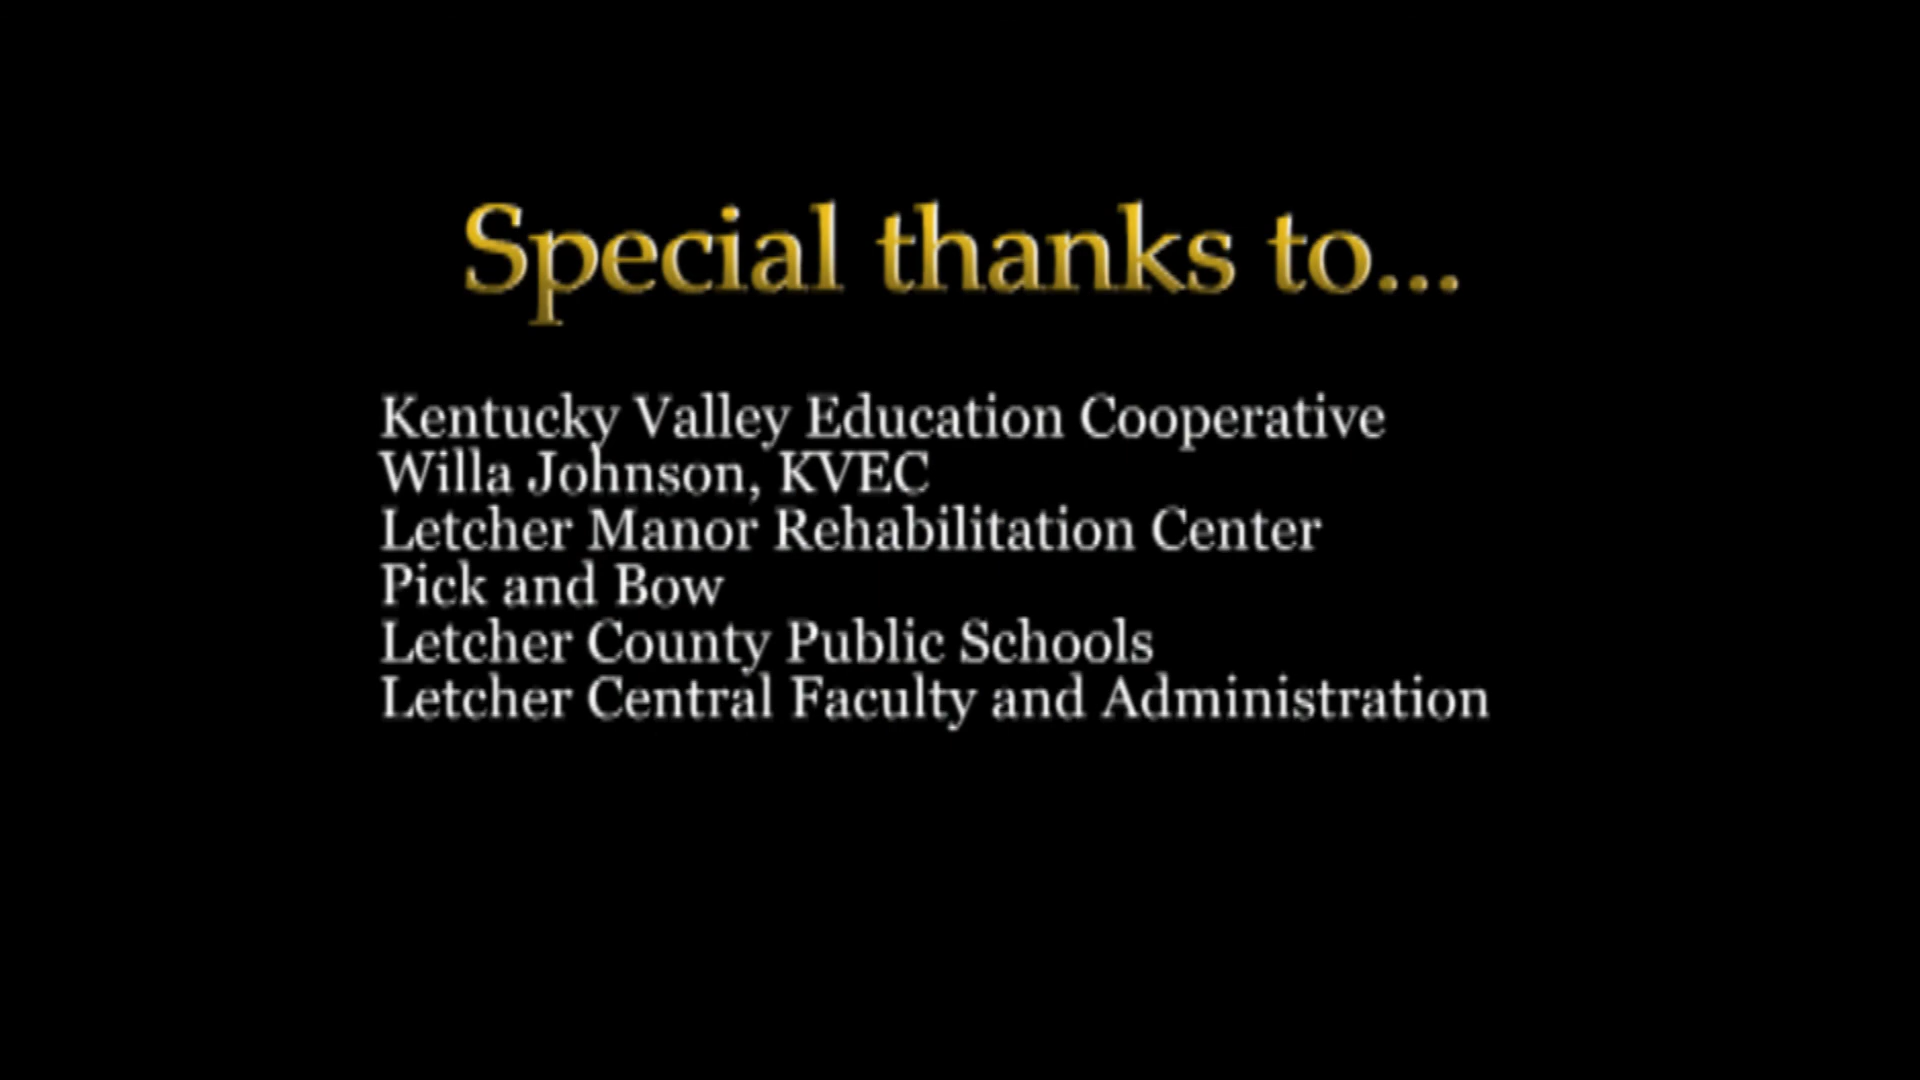 Special thanks to...
Kentucky Valley Education Cooperative
Willa Johnson, KVEC
Letcher Manor Rehabilitation Center
Pick and Bow
Letcher County Public Schools
Letcher Central Faculty and Administration